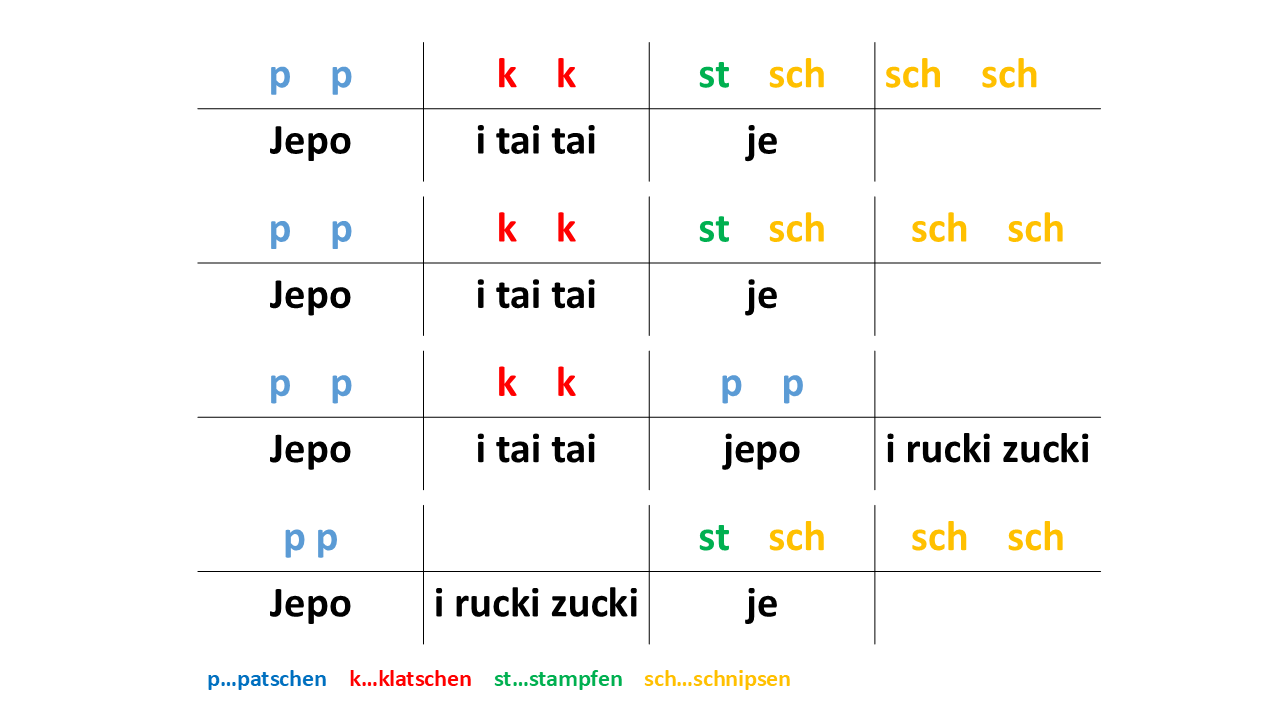 p p k k st sch sch sch
Jepo i tai tai je
p p k k st sch sch sch
Jepo i tai tai je
p p k k p p
Jepo i tai tai jepo i rucki zucki
p p st sch sch sch
Jepo i rucki zucki je
p...patschen k...klatschen st...stampfen sch...schnipsen